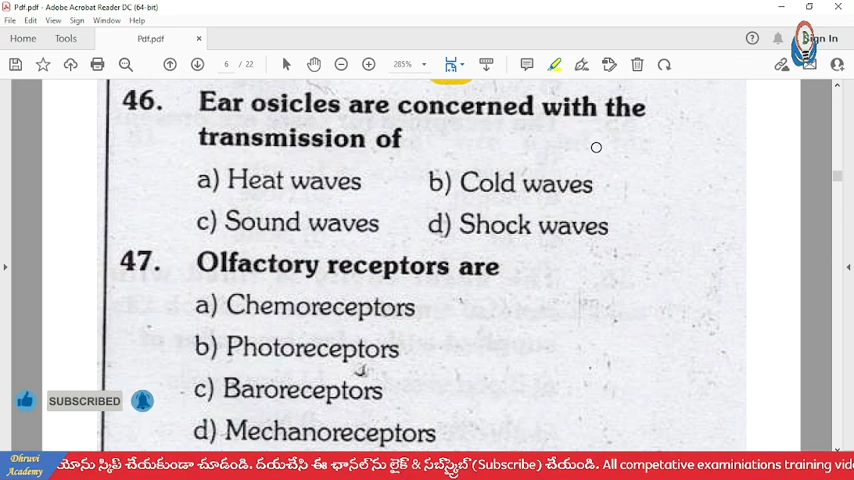 Pdf.pdf - Adobe Acrobat Reader DC (64-bit)
File Edit View Sign Window Help
Home Tools Pdf.pdf × Sign In
6 / 22 285%
46. Ear osicles are concerned with the
transmission of
a) Heat waves b) Cold waves
c) Sound waves d) Shock waves
47. Olfactory receptors are
a) Chemoreceptors
b) Photoreceptors
c) Baroreceptors
d) Mechanoreceptors
SUBSCRIBED
Dhruvi
Academy
యోను స్కిప్ చేయకుండా చూడండి. దయచేసి ఈ ఛానల్‌ను లైక్ & సబ్‌స్క్రైబ్ (Subscribe) చేయండి. All competative examiniations training vid